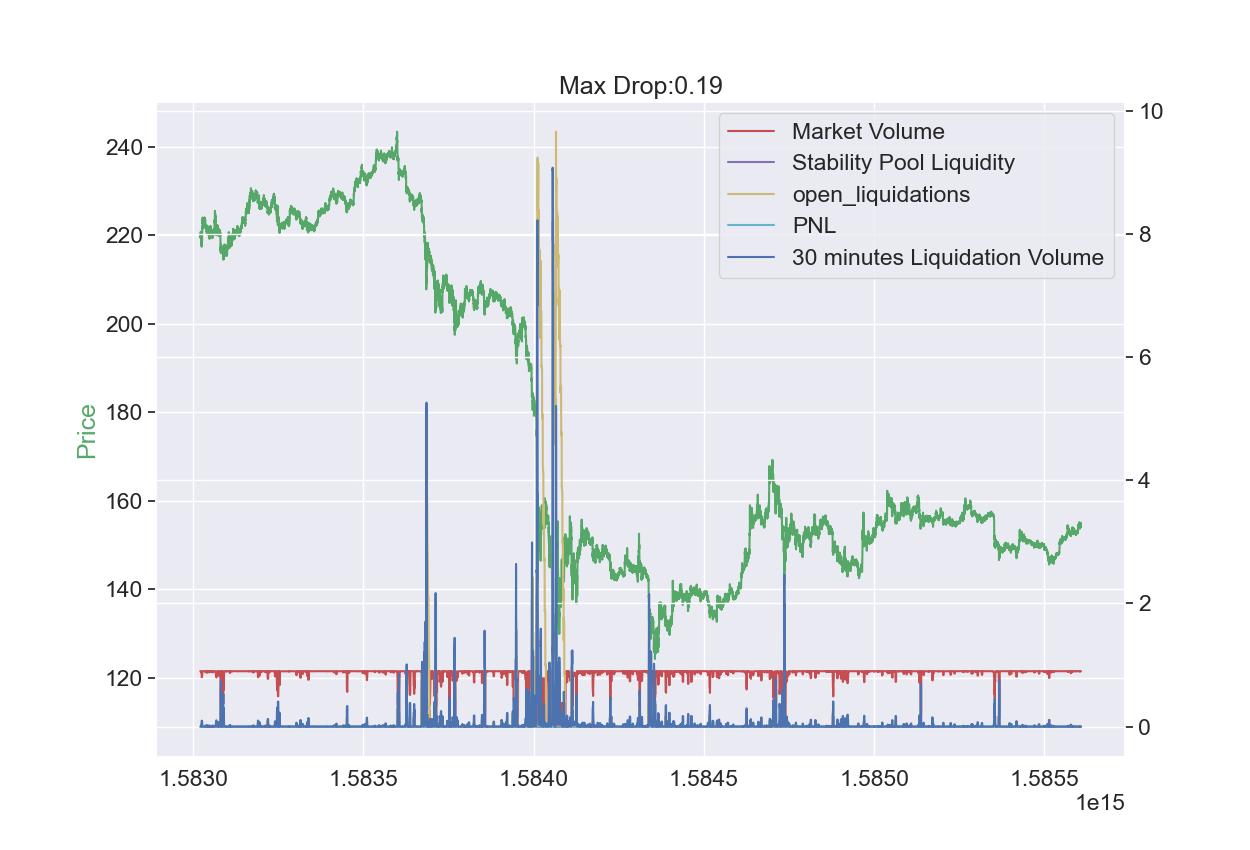 Max Drop:0.19
Market Volume
Stability Pool Liquidity
open_liquidations
PNL
30 minutes Liquidation Volume
Price
240
220
200
180
160
140
120
10
8
6
4
2
0
1.5830 1.5835 1.5840 1.5845 1.5850 1.5855
1e15